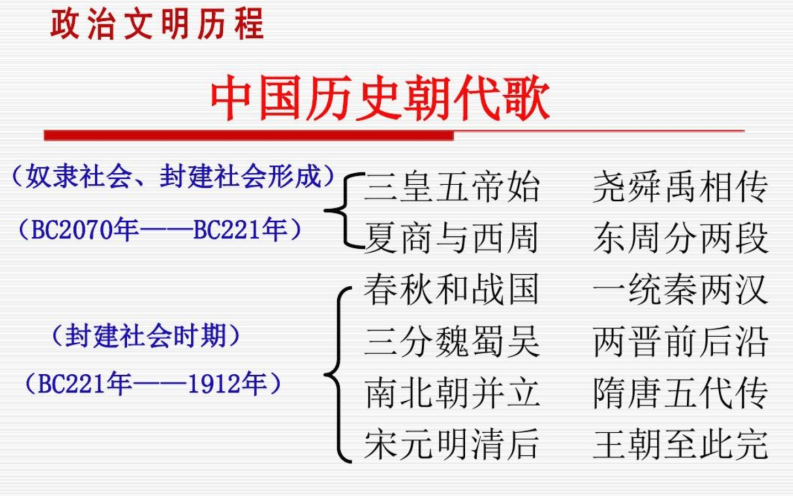 政治文明历程
中国历史朝代歌
（奴隶社会、封建社会形成）
（BC2070年——BC221年）
三皇五帝始 尧舜禹相传
夏商与西周 东周分两段
春秋和战国 一统秦两汉
（封建社会时期）
三分魏蜀吴 两晋前后沿
（BC221年——1912年）
南北朝并立 隋唐五代传
宋元明清后 王朝至此完